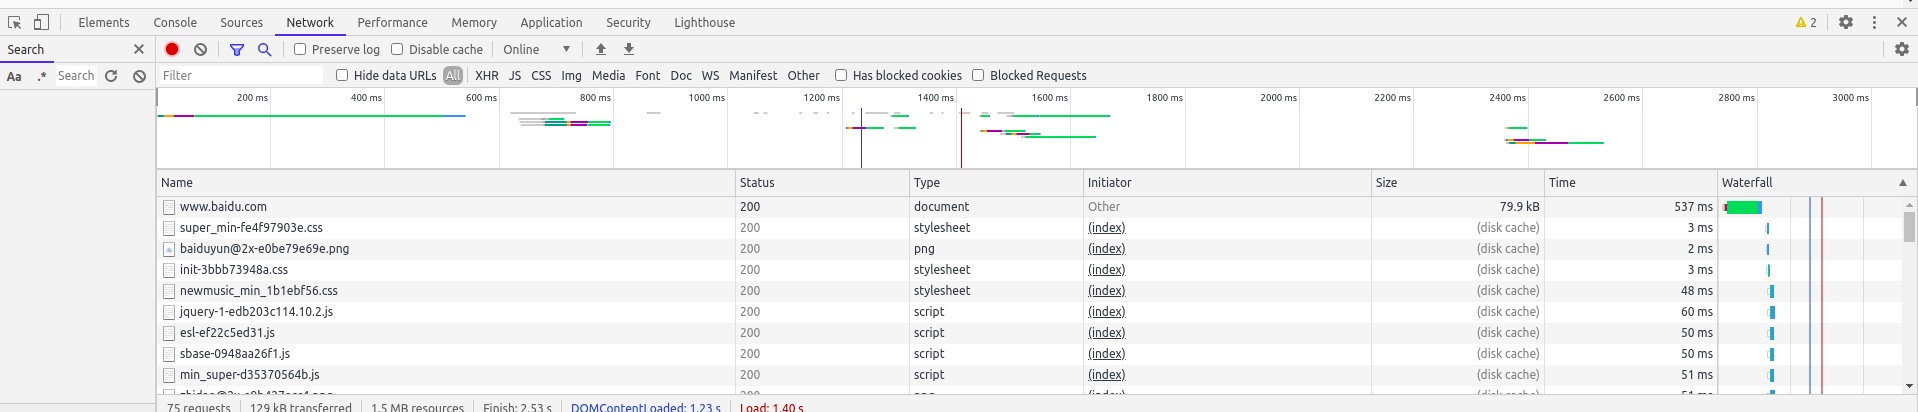 Elements Console Sources Network Performance Memory Application Security Lighthouse 2
Search Preserve log Disable cache Online
Aa .* Search Filter Hide data URLs All XHR JS CSS Img Media Font Doc WS Manifest Other Has blocked cookies Blocked Requests
200 ms 400 ms 600 ms 800 ms 1000 ms 1200 ms 1400 ms 1600 ms 1800 ms 2000 ms 2200 ms 2400 ms 2600 ms 2800 ms 3000 ms
Name Status Type Initiator Size Time Waterfall
www.baidu.com 200 document Other 79.9 kB 537 ms
super_min-fe4f97903e.css 200 stylesheet (index) (disk cache) 3 ms
baiduyun@2x-e0be79e69e.png 200 png (index) (disk cache) 2 ms
init-3bbb73948a.css 200 stylesheet (index) (disk cache) 3 ms
newmusic_min_1b1ebf56.css 200 stylesheet (index) (disk cache) 48 ms
jquery-1-edb203c114.10.2.js 200 script (index) (disk cache) 60 ms
esl-ef22c5ed31.js 200 script (index) (disk cache) 50 ms
sbase-0948aa26f1.js 200 script (index) (disk cache) 50 ms
min_super-d35370564b.js 200 script (index) (disk cache) 51 ms
75 requests 129 kB transferred 1.5 MB resources Finish: 2.53 s DOMContentLoaded: 1.23 s Load: 1.40 s